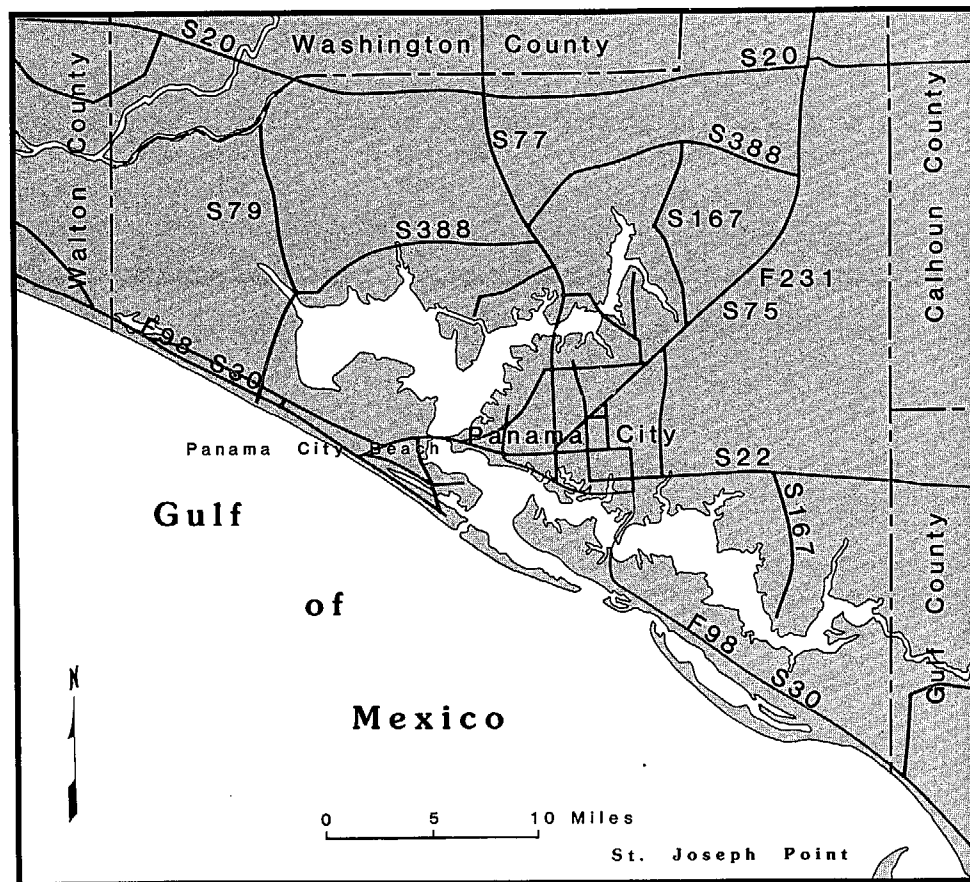 S20
Washington County
S20
Walton County
Calhoun County
S77
S388
S79
S388
S167
F231
S75
F98 S30
Panama City
Panama City Beach
S22
S167
Gulf
of
Mexico
Gulf County
F98 S30
N
0 5 10 Miles
St. Joseph Point